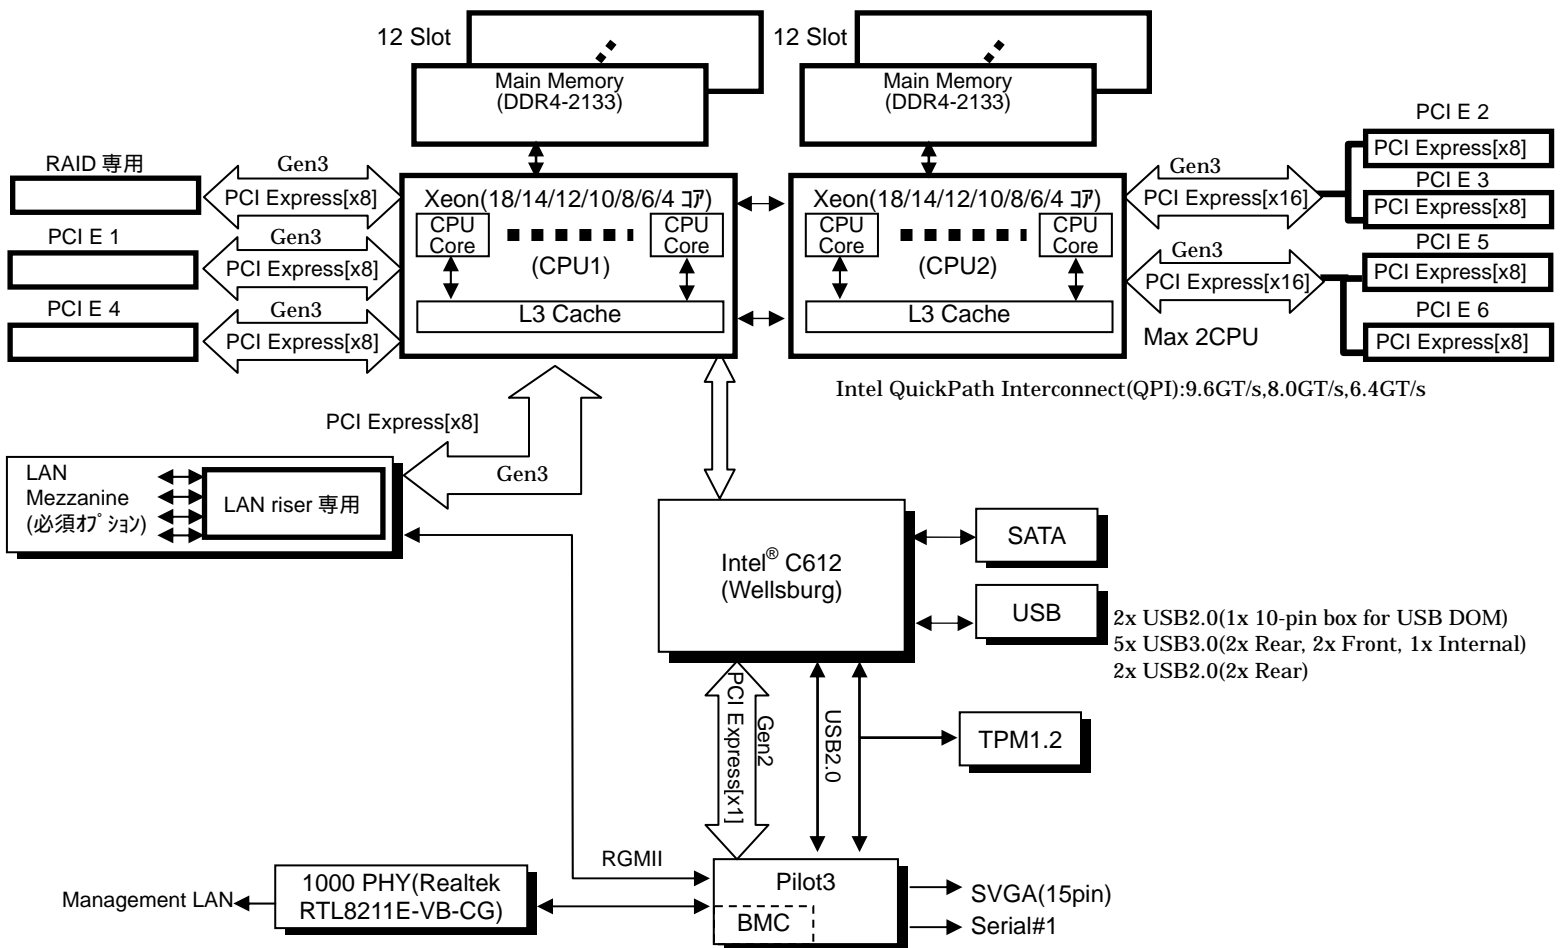 12 Slot
12 Slot
Main Memory
(DDR4-2133)
Main Memory
(DDR4-2133)
RAID 専用
Gen3
PCI Express[x8]
PCI E 1
Gen3
PCI Express[x8]
PCI E 4
Gen3
PCI Express[x8]
Xeon(18/14/12/10/8/6/4 ｺｱ)
CPU
Core
CPU
Core
(CPU1)
L3 Cache
Xeon(18/14/12/10/8/6/4 ｺｱ)
CPU
Core
CPU
Core
(CPU2)
L3 Cache
Gen3
PCI Express[x16]
Gen3
PCI Express[x16]
PCI E 2
PCI Express[x8]
PCI E 3
PCI Express[x8]
PCI E 5
PCI Express[x8]
PCI E 6
PCI Express[x8]
Max 2CPU
Intel QuickPath Interconnect(QPI):9.6GT/s,8.0GT/s,6.4GT/s
PCI Express[x8]
Gen3
LAN
Mezzanine
(必須ｵﾌﾟｼｮﾝ)
LAN riser 専用
Intel® C612
(Wellsburg)
SATA
USB
2x USB2.0(1x 10-pin box for USB DOM)
5x USB3.0(2x Rear, 2x Front, 1x Internal)
2x USB2.0(2x Rear)
Gen2
PCI Express[x1]
USB2.0
TPM1.2
RGMII
Management LAN
1000 PHY(Realtek
RTL8211E-VB-CG)
Pilot3
BMC
SVGA(15pin)
Serial#1